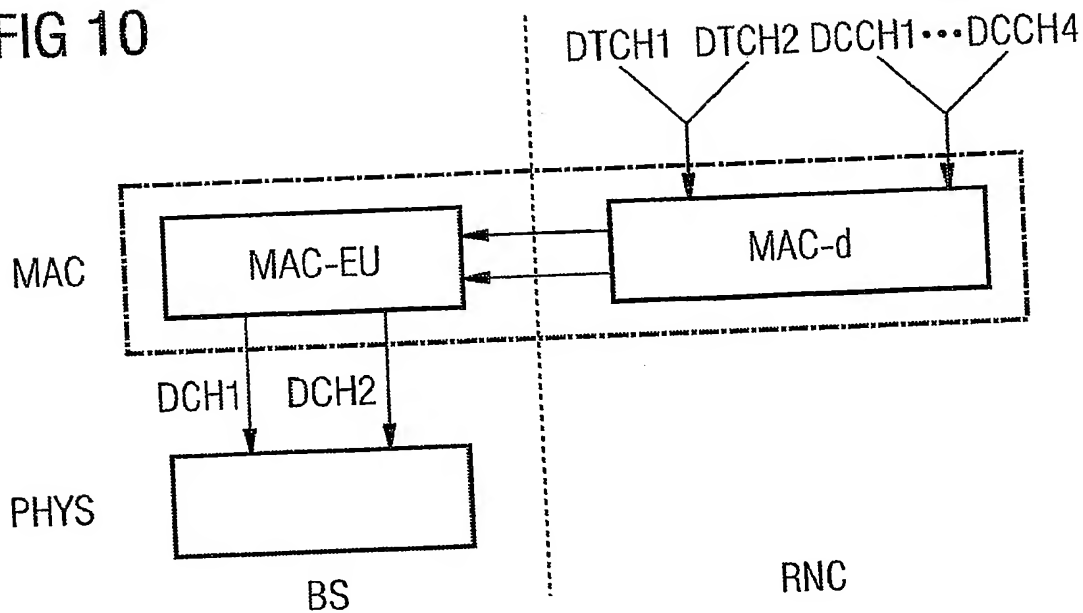 FIG 10
DTCH1 DTCH2 DCCH1•••DCCH4
MAC
MAC-EU
MAC-d
DCH1
DCH2
PHYS
BS
RNC